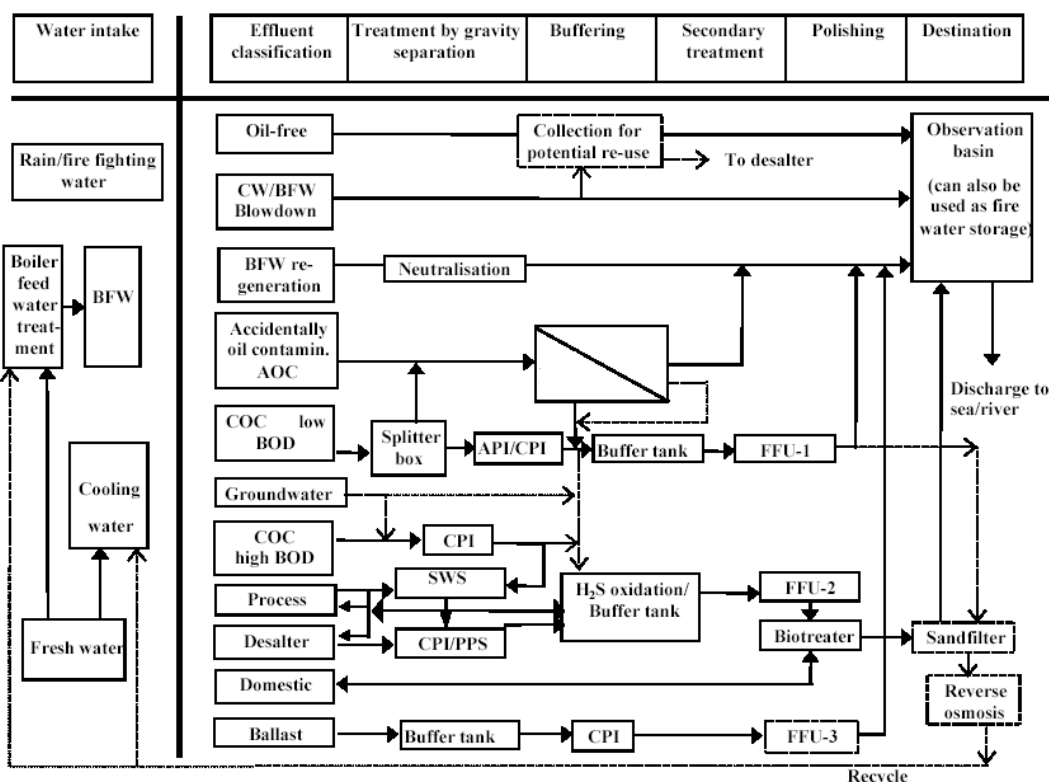 Water intake
Effluent
classification
Treatment by gravity
separation
Buffering
Secondary
treatment
Polishing
Destination
Rain/fire fighting
water
Boiler
feed
water
treat-
ment
BFW
Cooling
water
Fresh water
Oil-free
Collection for
potential re-use
To desalter
Observation
basin
(can also be
used as fire
water storage)
CW/BFW
Blowdown
BFW re-
generation
Neutralisation
Accidentally
oil contamin.
AOC
Discharge to
sea/river
COC low
BOD
Splitter
box
API/CPI
Buffer tank
FFU-1
Groundwater
COC
high BOD
CPI
SWS
H₂S oxidation/
Buffer tank
FFU-2
Process
Desalter
CPI/PPS
Biotreater
Sandfilter
Domestic
Reverse
osmosis
Ballast
Buffer tank
CPI
FFU-3
Recycle